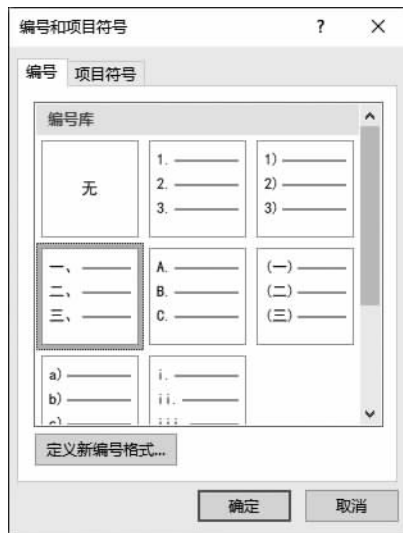 编号和项目符号 ? ×
编号 项目符号
编号库
无
1.
2.
3.
1)
2)
3)
一、
二、
三、
A.
B.
C.
(一)
(二)
(三)
a)
b)
c)
i.
ii.
iii.
定义新编号格式...
确定 取消